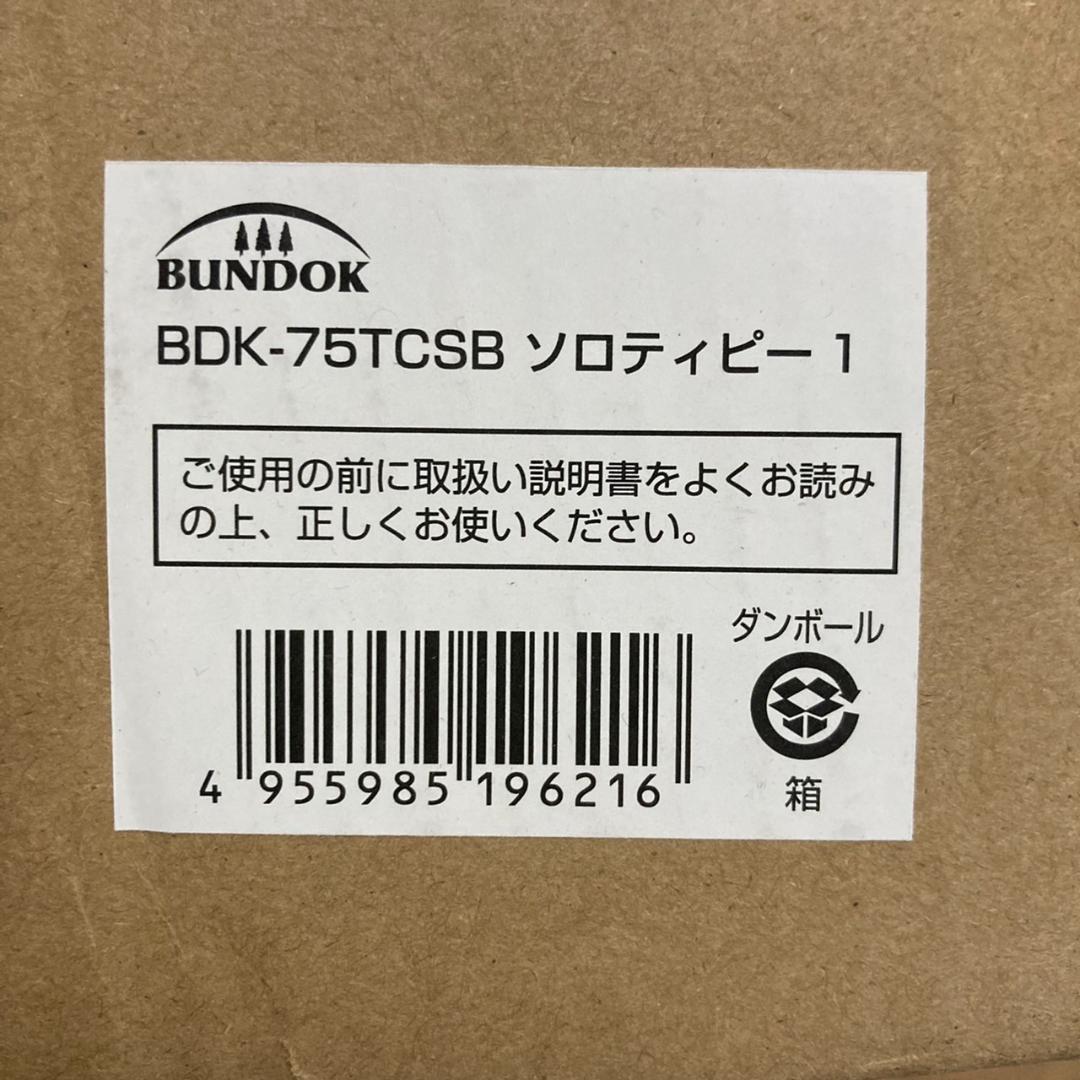 BUNDOK
BDK-75TCSB ソロティピー 1
ご使用の前に取扱い説明書をよくお読み
の上、正しくお使いください。
ダンボール
箱
4 955985 196216